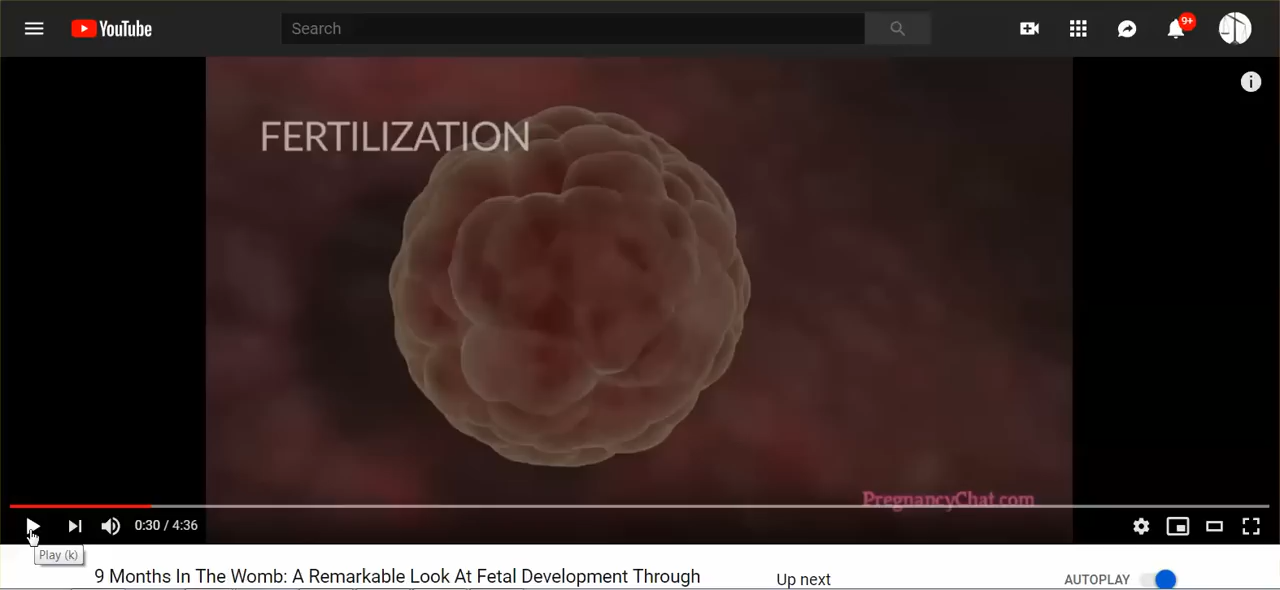 YouTube
Search
9+
i
FERTILIZATION
PregnancyChat.com
0:30 / 4:36
Play (k)
9 Months In The Womb: A Remarkable Look At Fetal Development Through
Up next
AUTOPLAY